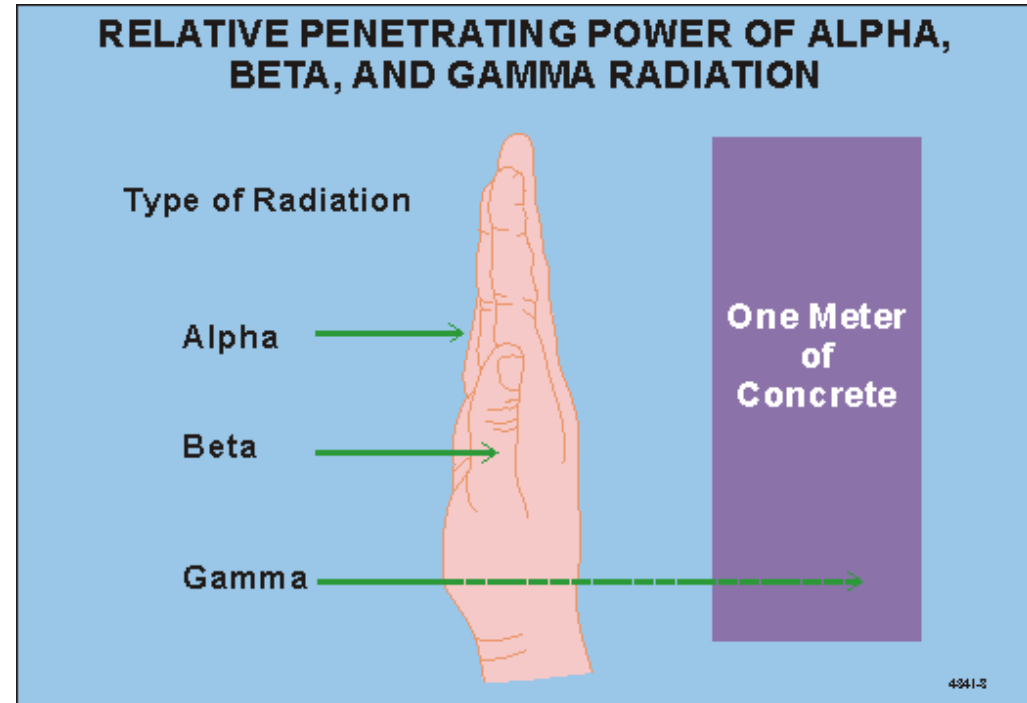 RELATIVE PENETRATING POWER OF ALPHA,
BETA, AND GAMMA RADIATION
Type of Radiation
Alpha
Beta
Gamma
One Meter
of
Concrete
4341-3